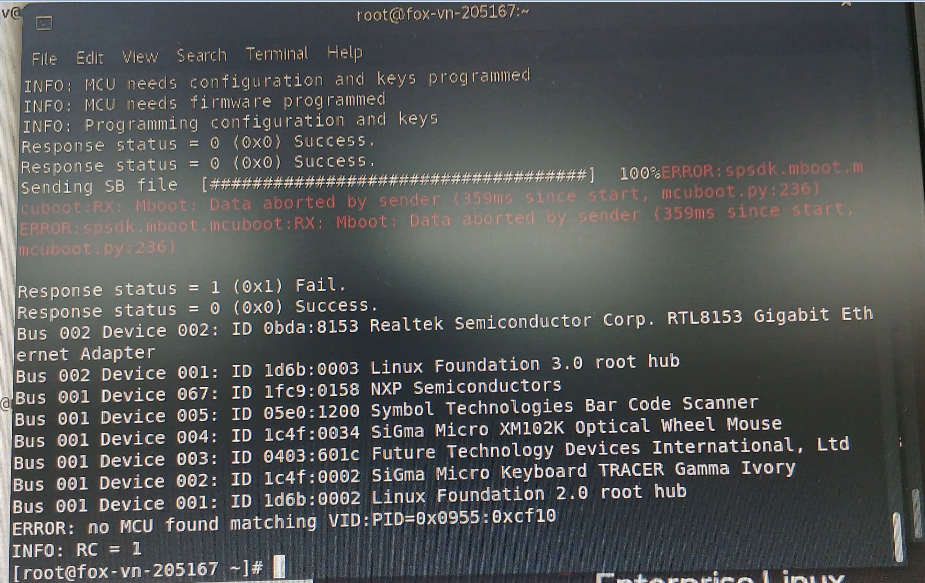 v@
root@fox-vn-205167:~
File Edit View Search Terminal Help
INFO: MCU needs configuration and keys programmed
INFO: MCU needs firmware programmed
INFO: Programming configuration and keys
Response status = 0 (0x0) Success.
Response status = 0 (0x0) Success.
Sending SB file [####################################] 100%ERROR:spsdk.mboot.m
cuboot:RX: Mboot: Data aborted by sender (359ms since start, mcuboot.py:236)
ERROR:spsdk.mboot.mcuboot:RX: Mboot: Data aborted by sender (359ms since start,
mcuboot.py:236)
Response status = 1 (0x1) Fail.
Response status = 0 (0x0) Success.
Bus 002 Device 002: ID 0bda:8153 Realtek Semiconductor Corp. RTL8153 Gigabit Eth
ernet Adapter
Bus 002 Device 001: ID 1d6b:0003 Linux Foundation 3.0 root hub
Bus 001 Device 067: ID 1fc9:0158 NXP Semiconductors
Bus 001 Device 005: ID 05e0:1200 Symbol Technologies Bar Code Scanner
Bus 001 Device 004: ID 1c4f:0034 SiGma Micro XM102K Optical Wheel Mouse
Bus 001 Device 003: ID 0403:601c Future Technology Devices International, Ltd
Bus 001 Device 002: ID 1c4f:0002 SiGma Micro Keyboard TRACER Gamma Ivory
Bus 001 Device 001: ID 1d6b:0002 Linux Foundation 2.0 root hub
ERROR: no MCU found matching VID:PID=0x0955:0xcf10
INFO: RC = 1
[root@fox-vn-205167 ~]#
Enterprise Linux